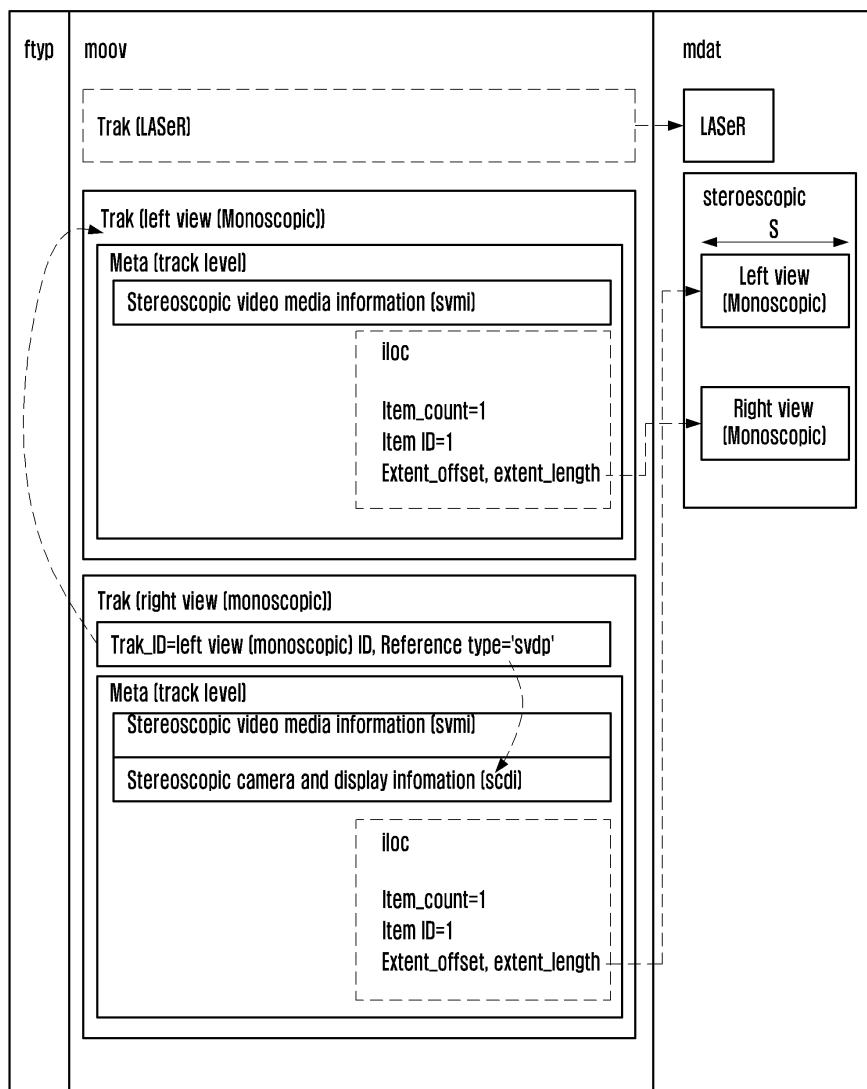 ftyp
moov
mdat
Trak (LASeR)
LASeR
steroescopic
S
Left view
(Monoscopic)
Right view
(Monoscopic)
Trak (left view (Monoscopic))
Meta (track level)
Stereoscopic video media information (svmi)
iloc
Item_count=1
Item ID=1
Extent_offset, extent_length
Trak (right view (monoscopic))
Trak_ID=left view (monoscopic) ID, Reference type='svdp'
Meta (track level)
Stereoscopic video media information (svmi)
Stereoscopic camera and display infomation (scdi)
iloc
Item_count=1
Item ID=1
Extent_offset, extent_length